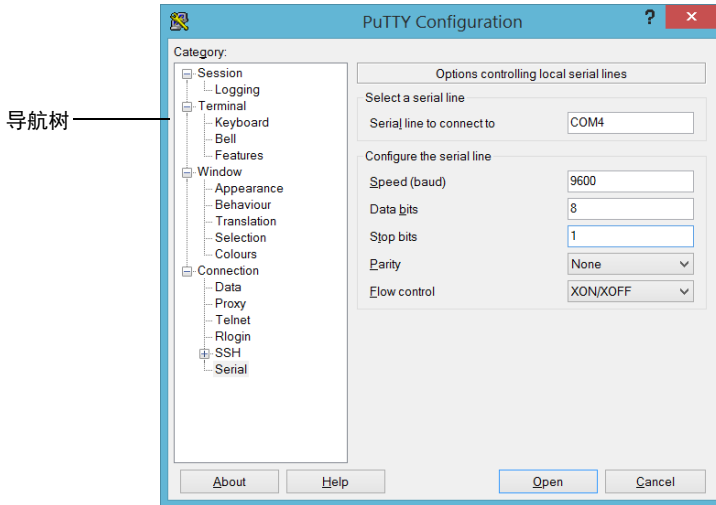 PuTTY Configuration
?
×
Category:
导航树
Session
Logging
Terminal
Keyboard
Bell
Features
Window
Appearance
Behaviour
Translation
Selection
Colours
Connection
Data
Proxy
Telnet
Rlogin
SSH
Serial
Options controlling local serial lines
Select a serial line
Serial line to connect to COM4
Configure the serial line
Speed (baud) 9600
Data bits 8
Stop bits 1
Parity None
Flow control XON/XOFF
About Help Open Cancel